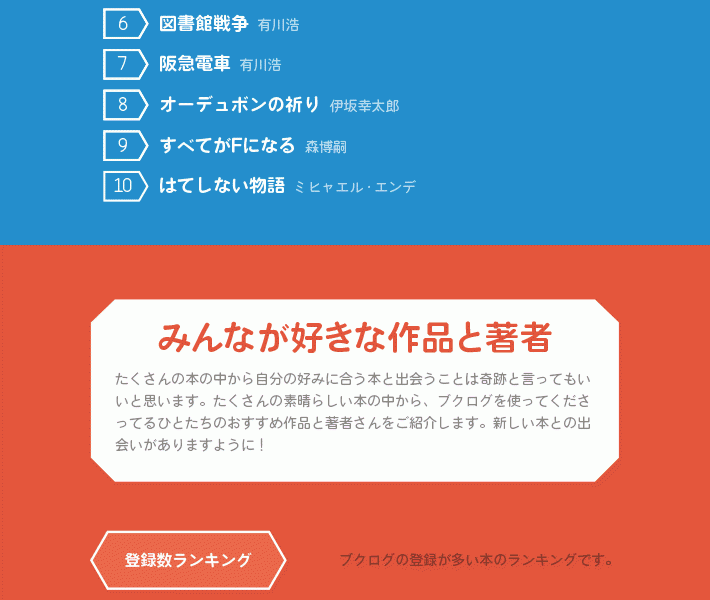 6 図書館戦争 有川浩
7 阪急電車 有川浩
8 オーデュボンの祈り 伊坂幸太郎
9 すべてがFになる 森博嗣
10 はてしない物語 ミヒャエル・エンデ
みんなが好きな作品と著者
たくさんの本の中から自分の好みに合う本と出会うことは奇跡と言ってもい
いと思います。たくさんの素晴らしい本の中から、ブクログを使ってくださ
ってるひとたちのおすすめ作品と著者さんをご紹介します。新しい本との出
会いがありますように！
登録数ランキング ブクログの登録が多い本のランキングです。